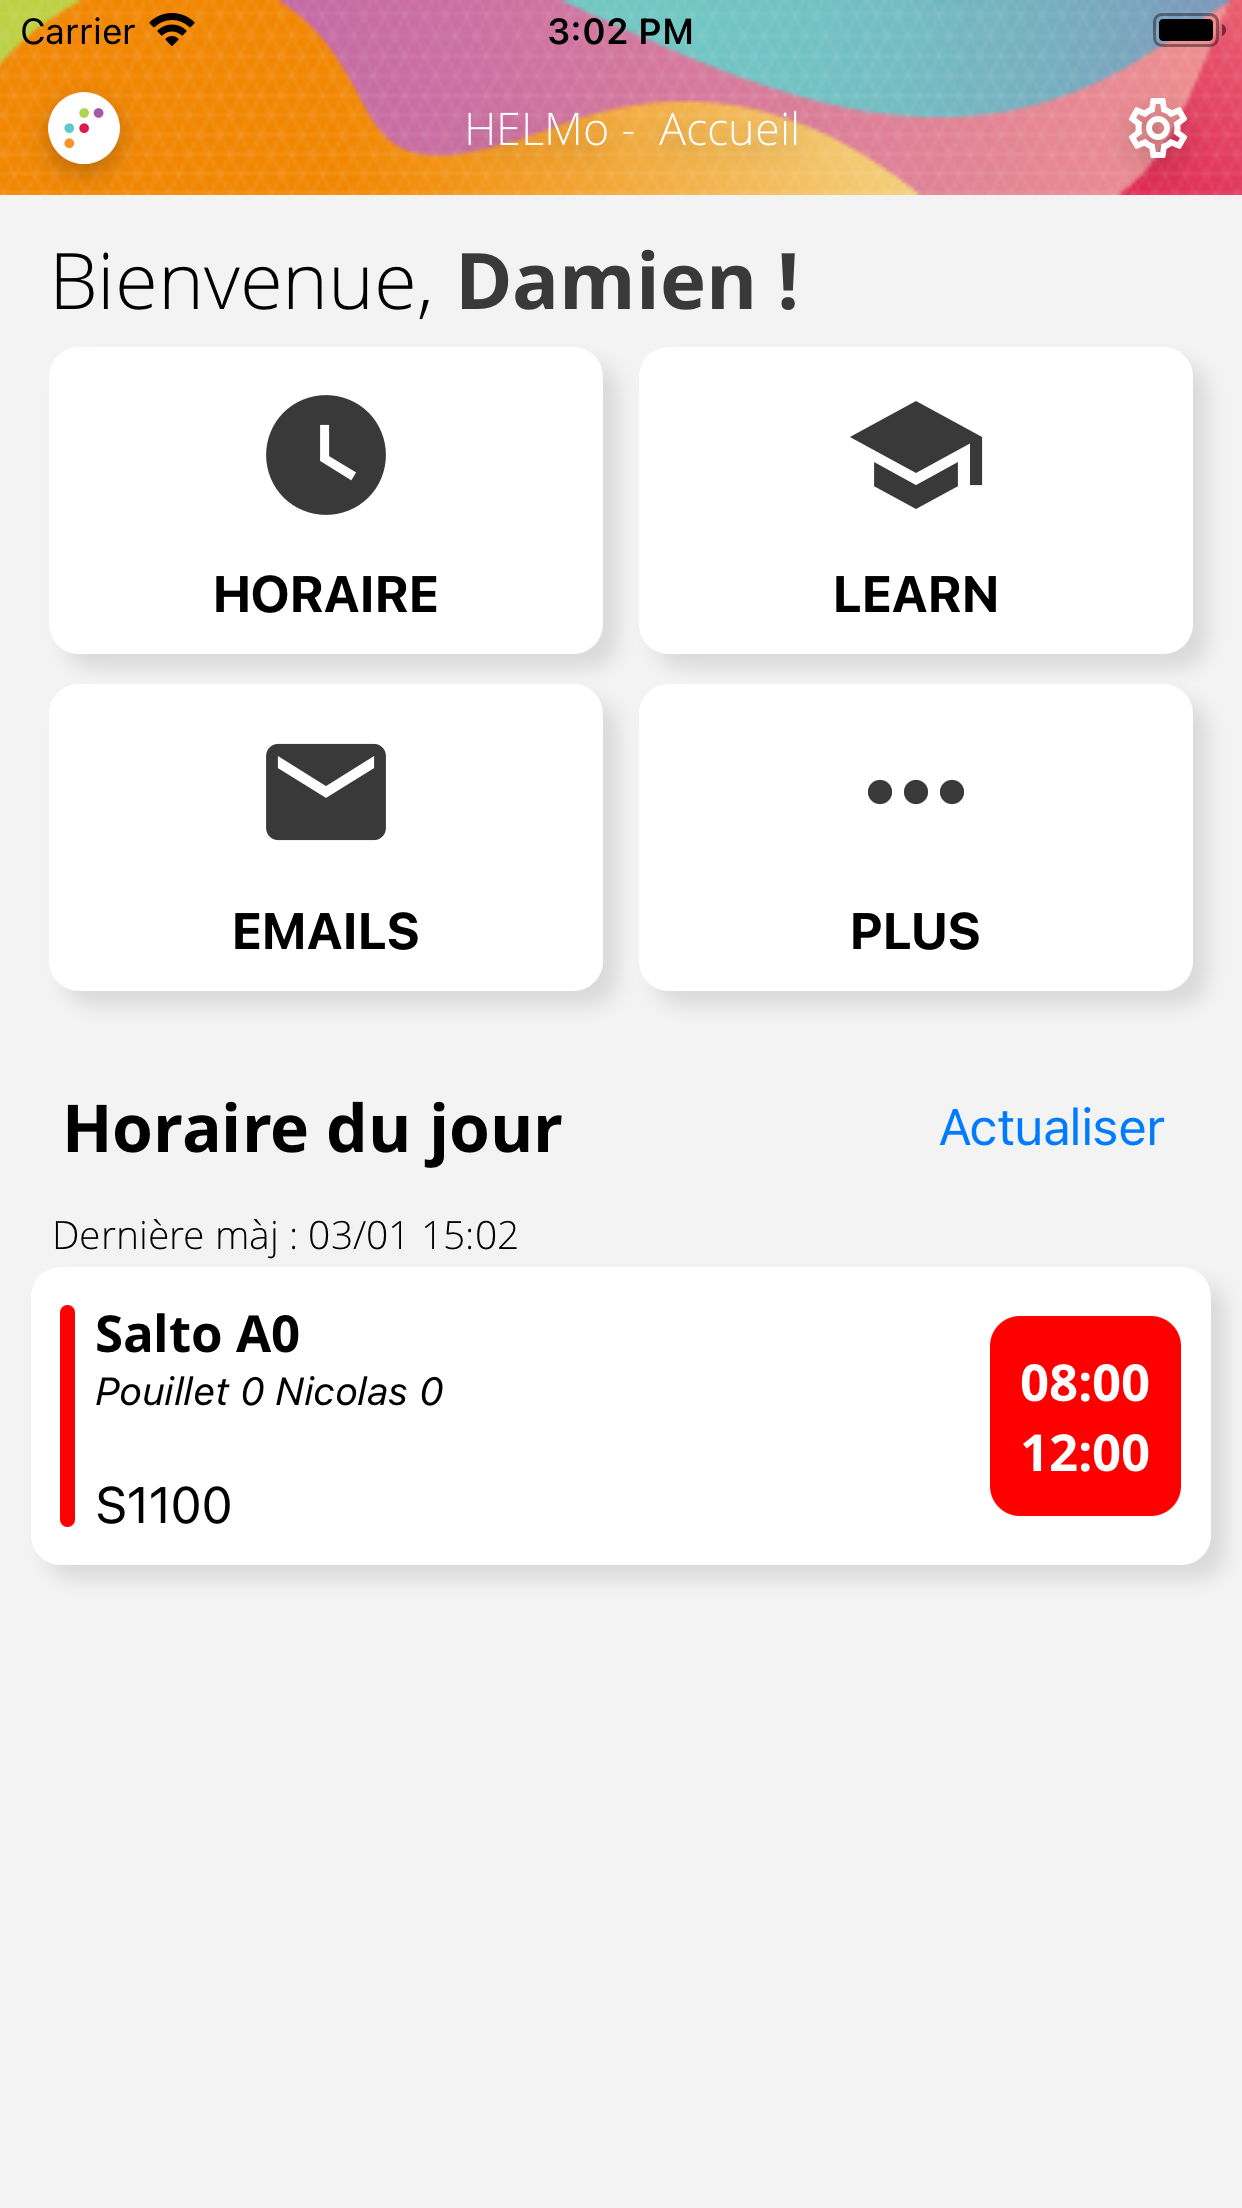 Carrier 3:02 PM
HELMo - Accueil
Bienvenue, Damien !
HORAIRE
LEARN
EMAILS
PLUS
Horaire du jour
Actualiser
Dernière màj : 03/01 15:02
Salto A0
Pouillet 0 Nicolas 0
S1100
08:00
12:00